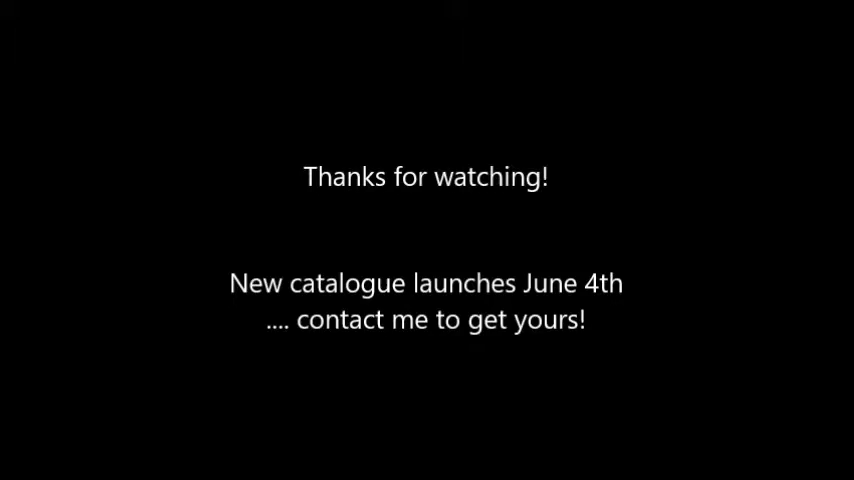 Thanks for watching!
New catalogue launches June 4th
.... contact me to get yours!